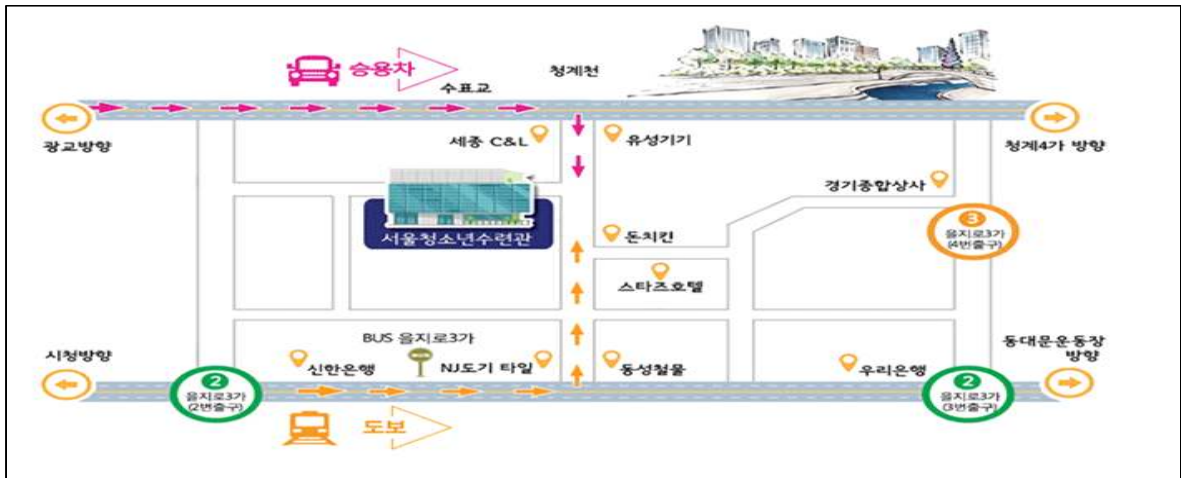 승용차
청계천
수표교
광교방향
세종 C&L
유성기기
청계4가 방향
경기종합상사
서울청소년수련관
돈치킨
3
을지로3가
(4번출구)
스타즈호텔
BUS 을지로3가
시청방향
동대문운동장
방향
신한은행
NJ도기 타일
동성철물
우리은행
2
을지로3가
(2번출구)
2
을지로3가
(3번출구)
도보